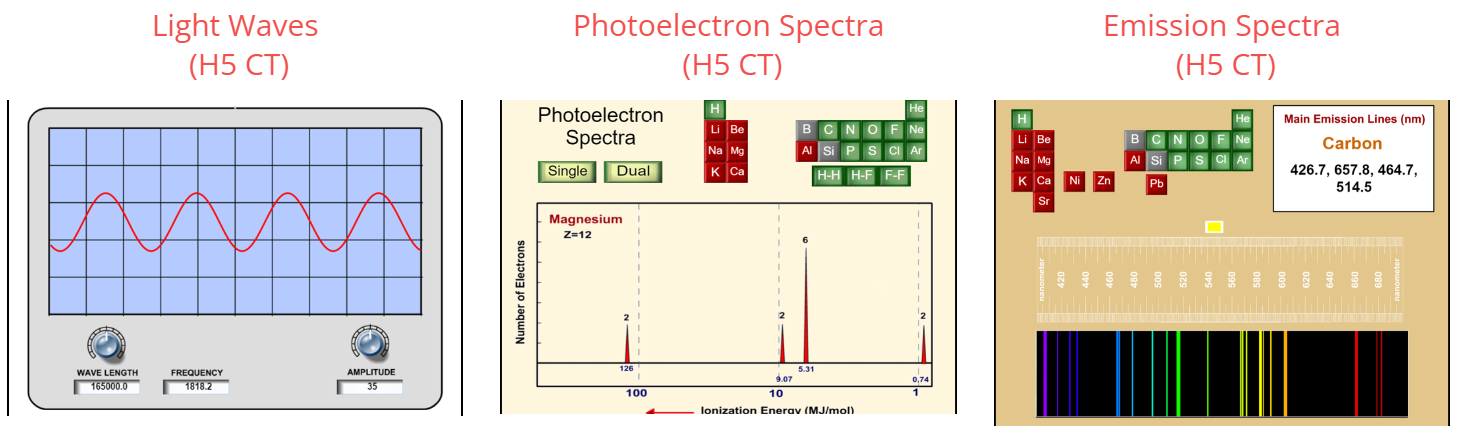 Light Waves
(H5 CT)
WAVE LENGTH
165000.0
FREQUENCY
1818.2
AMPLITUDE
35
Photoelectron Spectra
(H5 CT)
Photoelectron
Spectra
Single Dual
H He
Li Be B C N O F Ne
Na Mg Al Si P S Cl Ar
K Ca
H-H H-F F-F
Magnesium
Z=12
Number of Electrons
2 2 6 2
126 9.07 5.31 0.74
100 10 1
Ionization Energy (MJ/mol)
Emission Spectra
(H5 CT)
H He
Li Be B C N O F Ne
Na Mg Al Si P S Cl Ar
K Ca Ni Zn Pb
Sr
Main Emission Lines (nm)
Carbon
426.7, 657.8, 464.7,
514.5
nanometer 420 440 460 480 500 520 540 560 580 600 620 640 660 680 nanometer